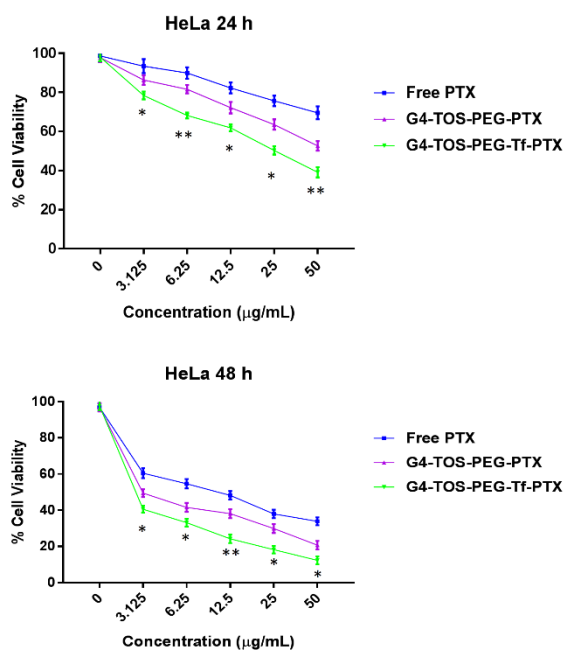 HeLa 24 h
% Cell Viability
100
80
60
40
20
0
*
**
*
*
**
0
3.125
6.25
12.5
25
50
Concentration (μg/mL)
Free PTX
G4-TOS-PEG-PTX
G4-TOS-PEG-Tf-PTX
HeLa 48 h
% Cell Viability
100
80
60
40
20
0
*
*
**
*
*
0
3.125
6.25
12.5
25
50
Concentration (μg/mL)
Free PTX
G4-TOS-PEG-PTX
G4-TOS-PEG-Tf-PTX